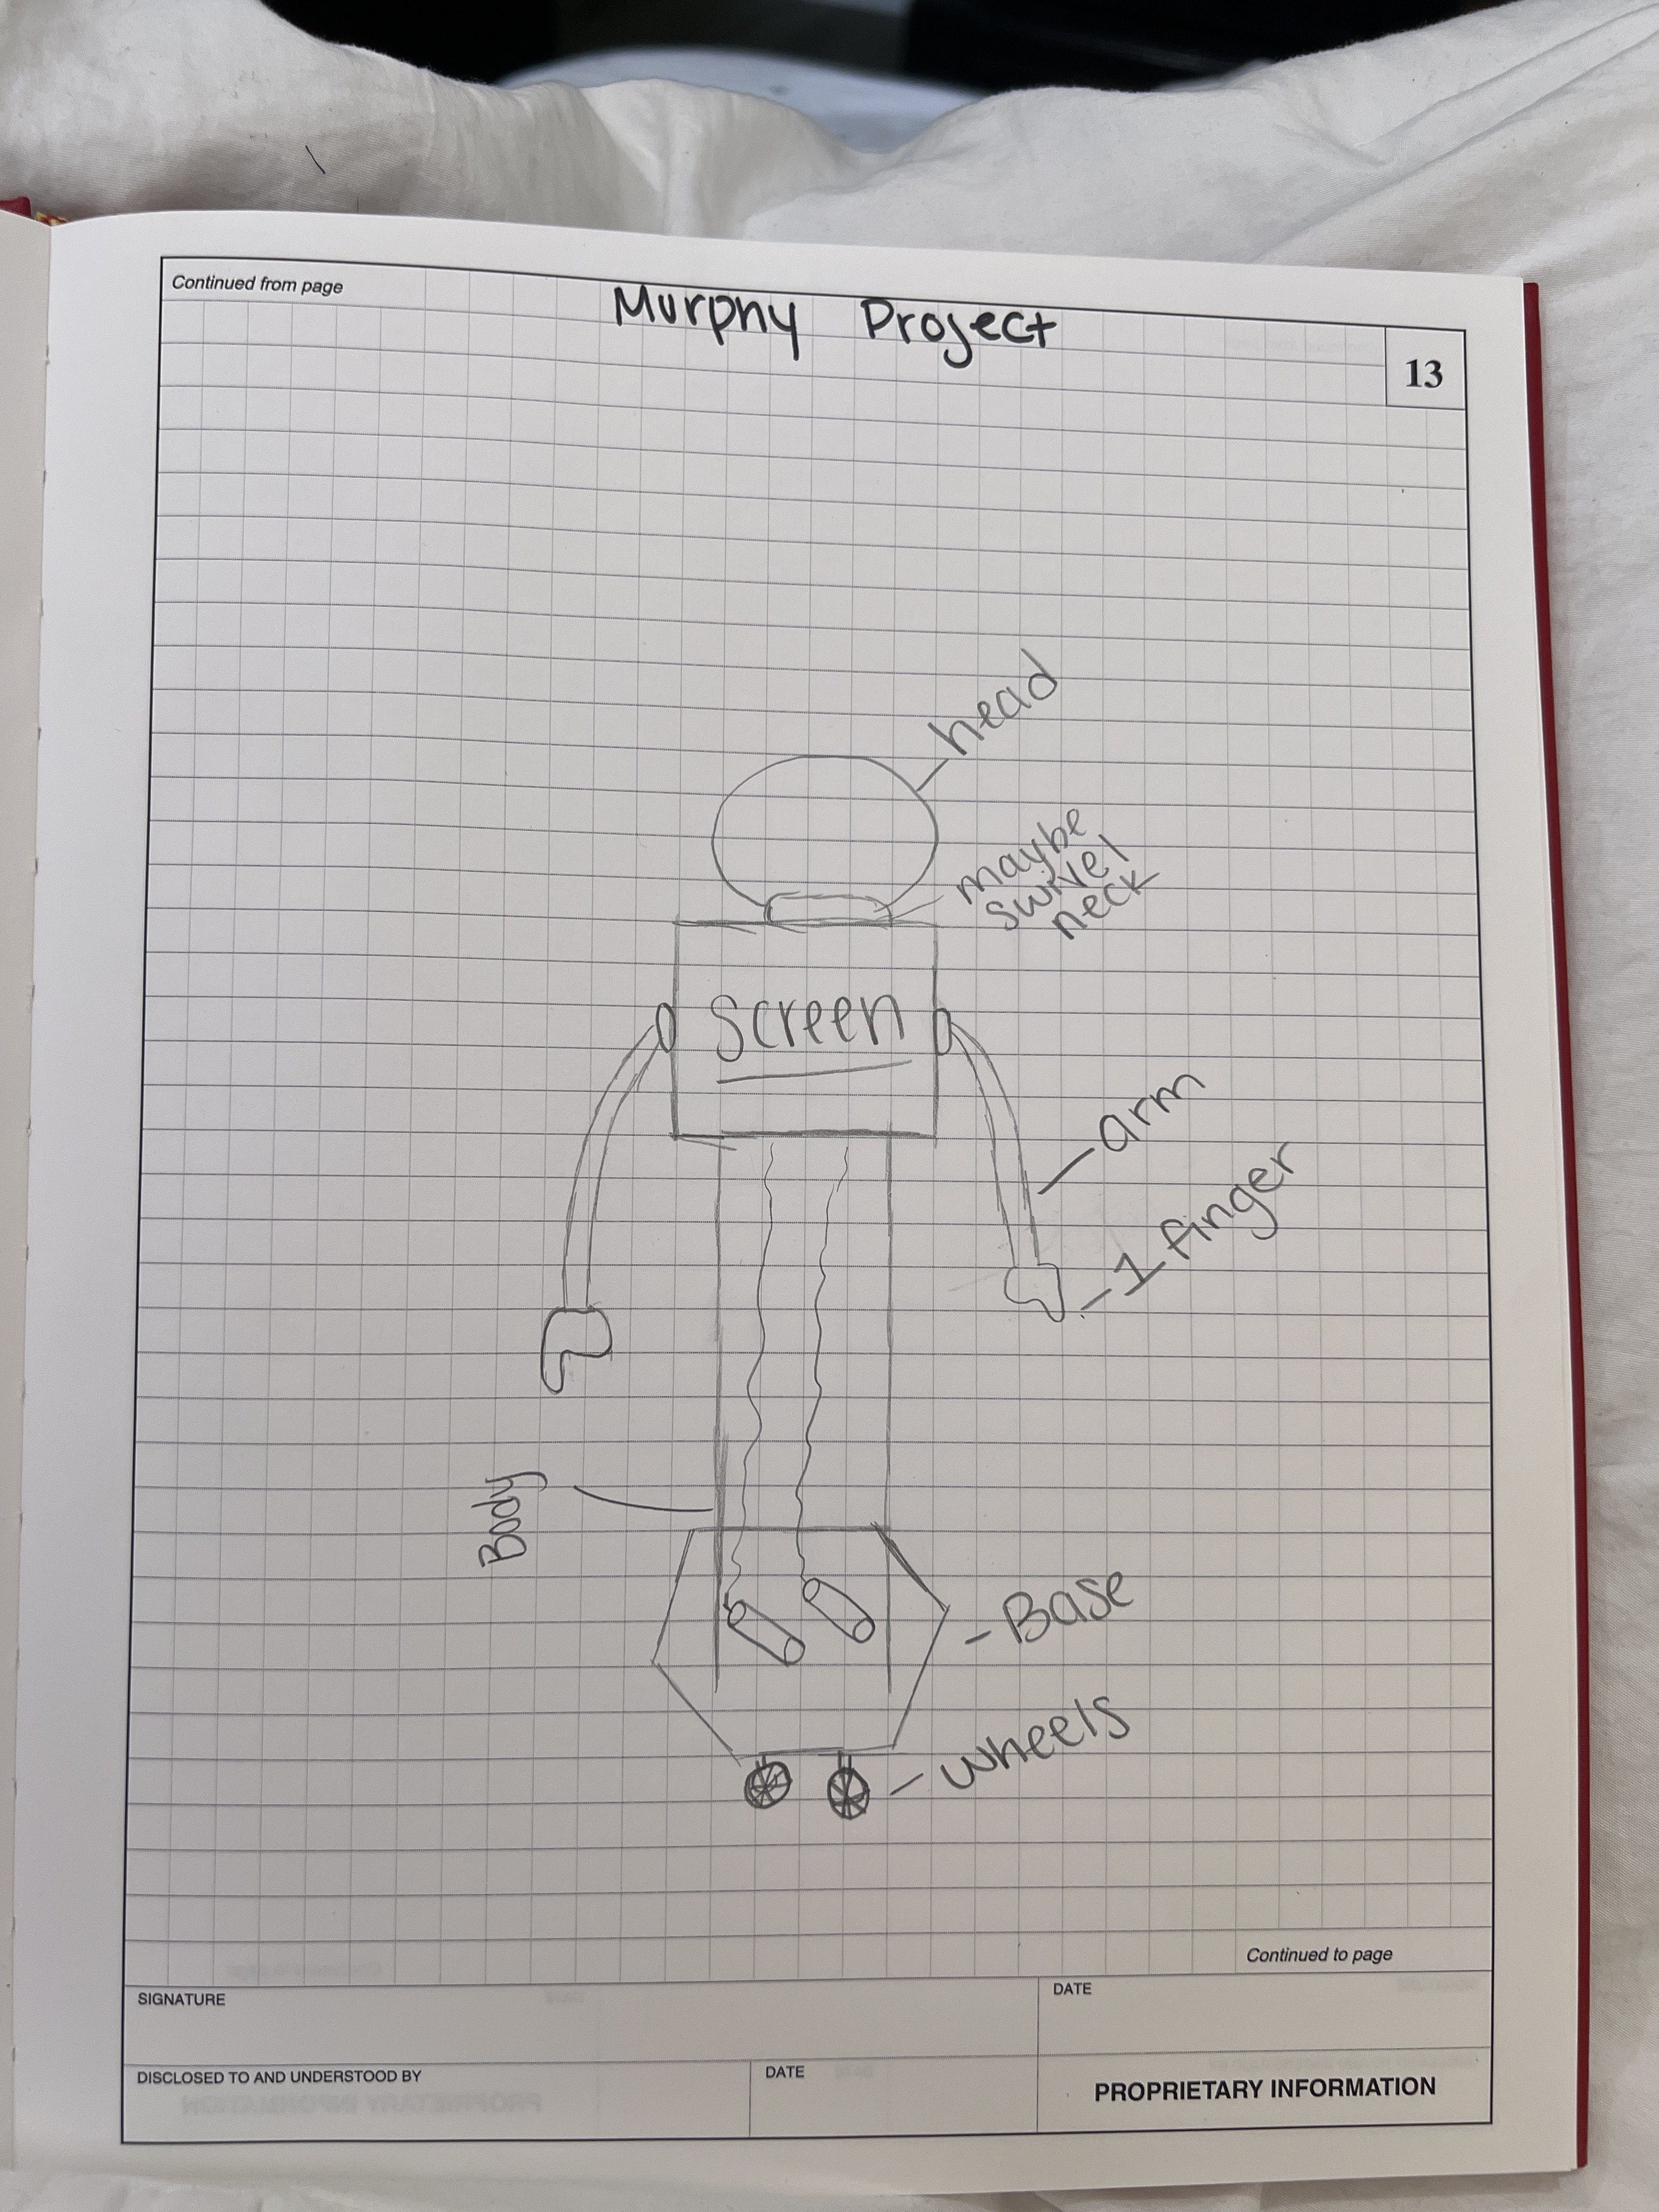 Continued from page
Murphy Project
13
head
maybe
swivel
neck
screen
arm
1 finger
Body
Base
wheels
Continued to page
SIGNATURE
DATE
DISCLOSED TO AND UNDERSTOOD BY
DATE
PROPRIETARY INFORMATION